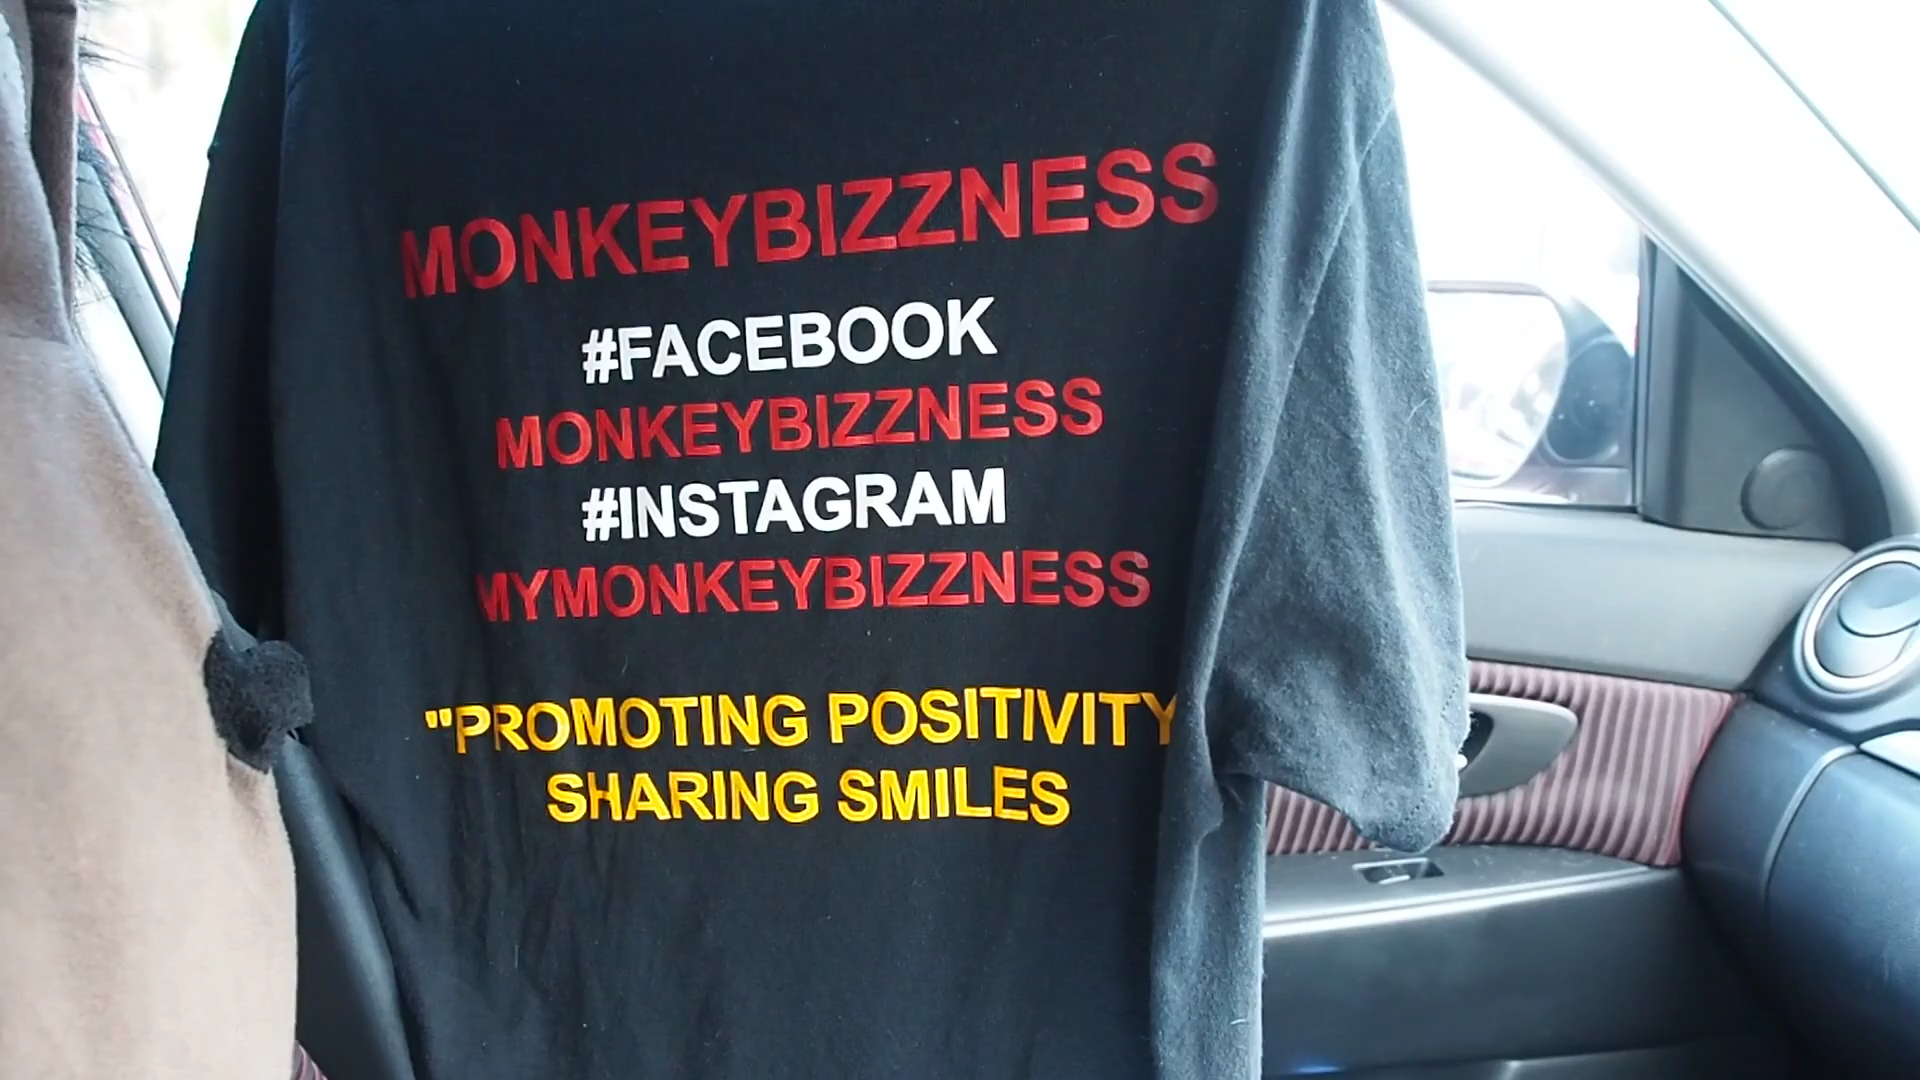 MONKEYBIZZNESS
#FACEBOOK
MONKEYBIZZNESS
#INSTAGRAM
MYMONKEYBIZZNESS
"PROMOTING POSITIVITY
SHARING SMILES